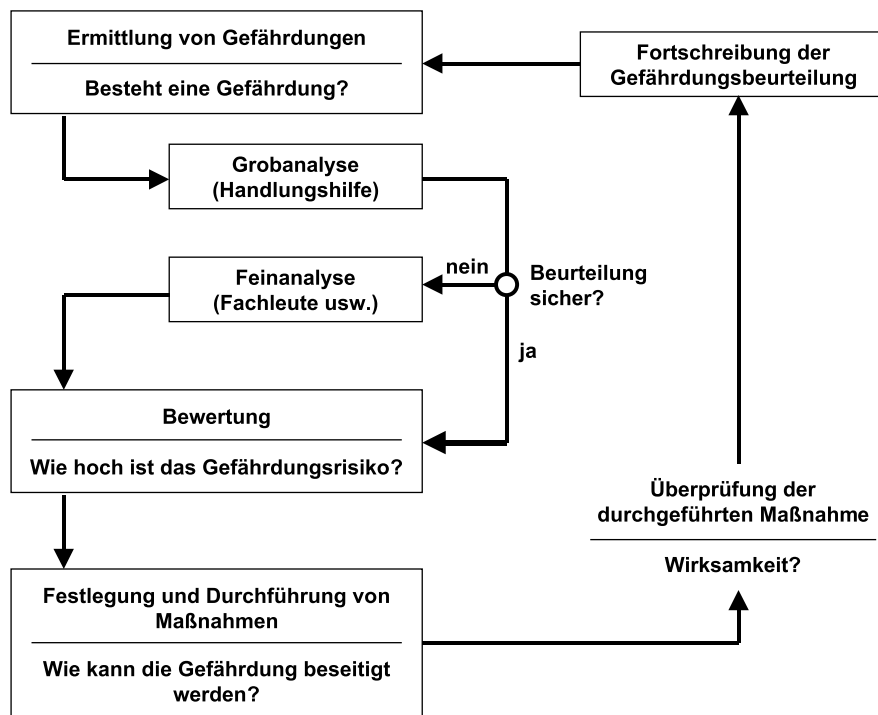 Ermittlung von Gefährdungen
Besteht eine Gefährdung?
Fortschreibung der
Gefährdungsbeurteilung
Grobanalyse
(Handlungshilfe)
nein
Beurteilung
sicher?
Feinanalyse
(Fachleute usw.)
ja
Bewertung
Wie hoch ist das Gefährdungsrisiko?
Überprüfung der
durchgeführten Maßnahme
Wirksamkeit?
Festlegung und Durchführung von
Maßnahmen
Wie kann die Gefährdung beseitigt
werden?